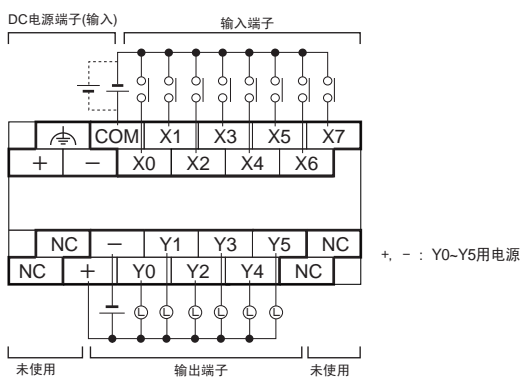 DC电源端子(输入)
输入端子
COM X1 X3 X5 X7
+ − X0 X2 X4 X6
NC − Y1 Y3 Y5 NC
+, − : Y0~Y5用电源
NC + Y0 Y2 Y4 NC
L L L L L L
未使用 输出端子 未使用